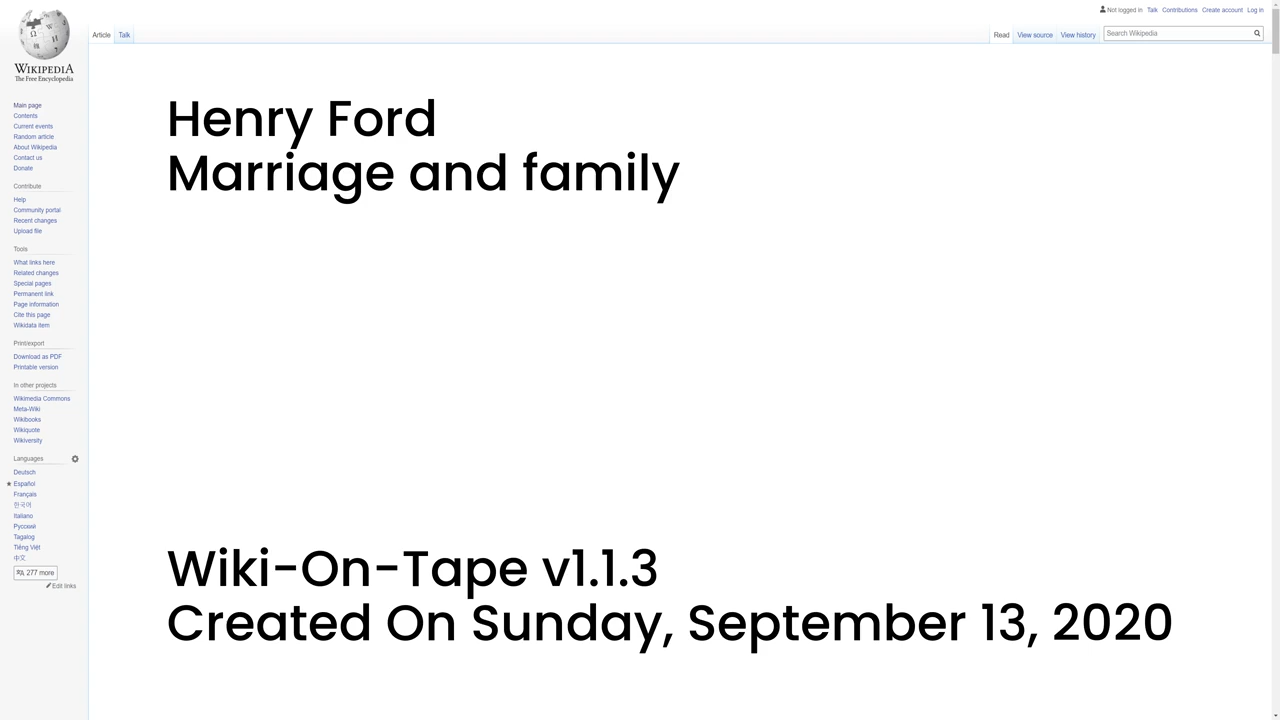 Not logged in Talk Contributions Create account Log in
Article Talk Read View source View history Search Wikipedia
WIKIPEDIA
The Free Encyclopedia
Main page
Contents
Current events
Random article
About Wikipedia
Contact us
Donate
Contribute
Help
Community portal
Recent changes
Upload file
Tools
What links here
Related changes
Special pages
Permanent link
Page information
Cite this page
Wikidata item
Print/export
Download as PDF
Printable version
In other projects
Wikimedia Commons
Meta-Wiki
Wikibooks
Wikiquote
Wikiversity
Languages
Deutsch
Español
Français
한국어
Italiano
Русский
Tagalog
Tiếng Việt
中文
277 more
Edit links
Henry Ford
Marriage and family
Wiki-On-Tape v1.1.3
Created On Sunday, September 13, 2020